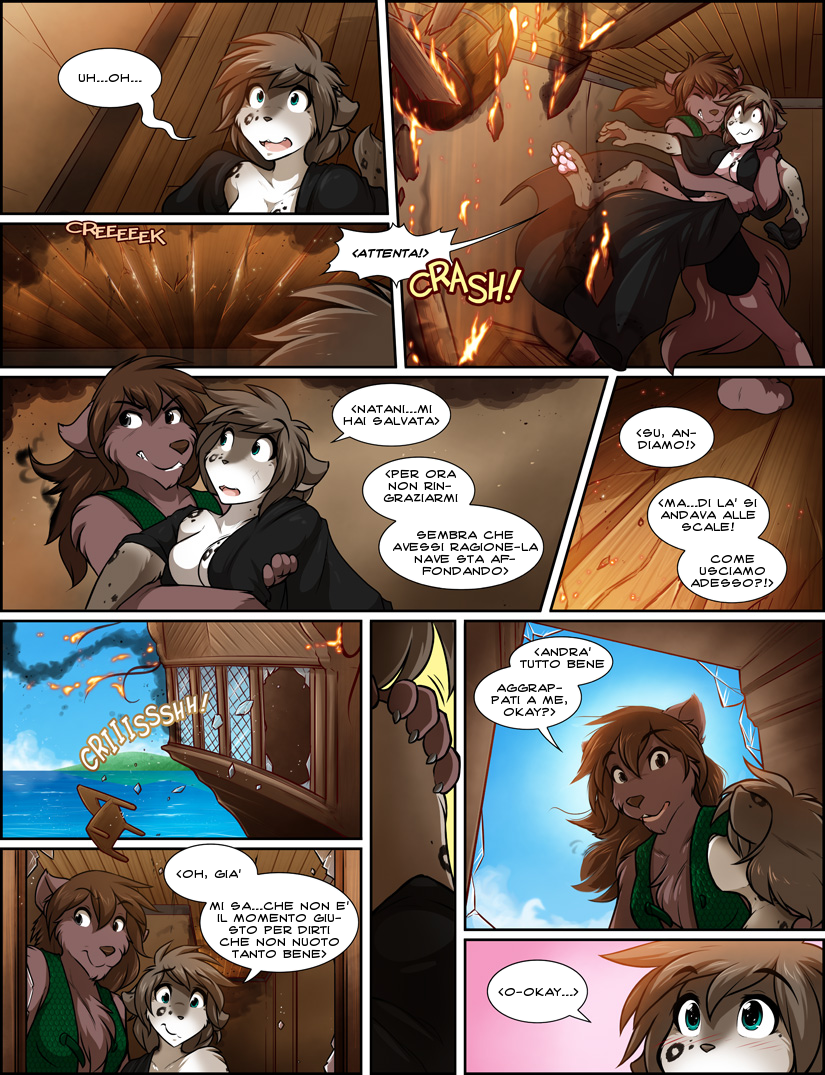 UH...OH...
CREEEEEK
<ATTENTA!>
CRASH!
<NATANI...MI
HAI SALVATA>
<PER ORA
NON RIN-
GRAZIARMI
SEMBRA CHE
AVESSI RAGIONE-LA
NAVE STA AF-
FONDANDO>
<SU, AN-
DIAMO!>
<MA...DI LA' SI
ANDAVA ALLE
SCALE!
COME
USCIAMO
ADESSO?!>
CRIIISSSHH!
<OH, GIA'
MI SA...CHE NON E'
IL MOMENTO GIU-
STO PER DIRTI
CHE NON NUOTO
TANTO BENE>
<ANDRA'
TUTTO BENE
AGGRAP-
PATI A ME,
OKAY?>
<O-OKAY...>